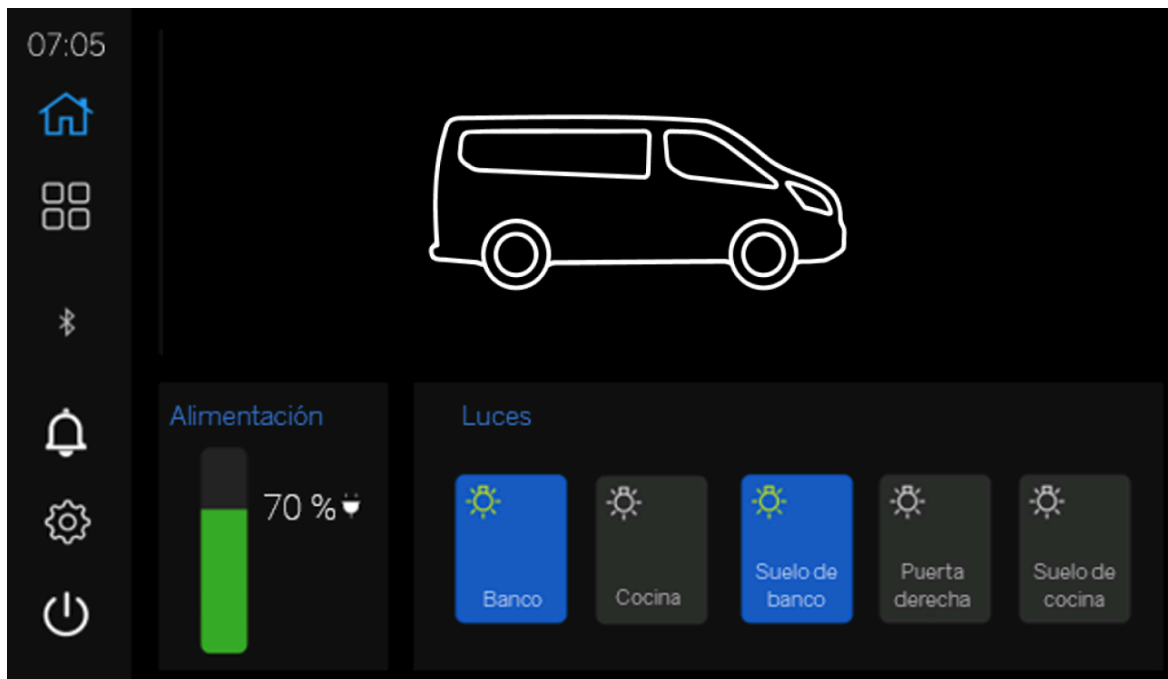 07:05
Alimentación
70 %
Luces
Banco
Cocina
Suelo de
banco
Puerta
derecha
Suelo de
cocina